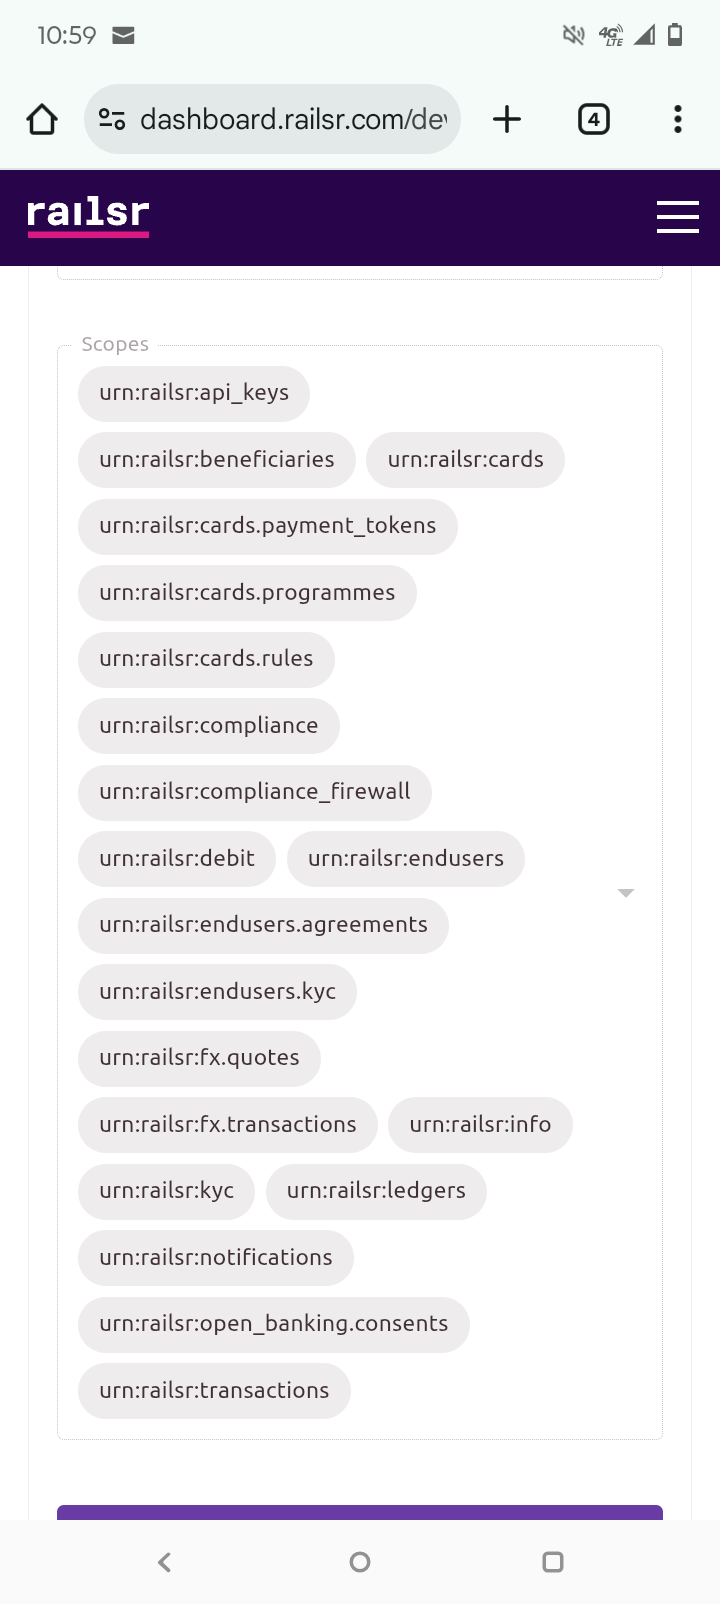 10:59
4G LTE
dashboard.railsr.com/de
4
railsr
Scopes
urn:railsr:api_keys
urn:railsr:beneficiaries urn:railsr:cards
urn:railsr:cards.payment_tokens
urn:railsr:cards.programmes
urn:railsr:cards.rules
urn:railsr:compliance
urn:railsr:compliance_firewall
urn:railsr:debit urn:railsr:endusers
urn:railsr:endusers.agreements
urn:railsr:endusers.kyc
urn:railsr:fx.quotes
urn:railsr:fx.transactions urn:railsr:info
urn:railsr:kyc urn:railsr:ledgers
urn:railsr:notifications
urn:railsr:open_banking.consents
urn:railsr:transactions